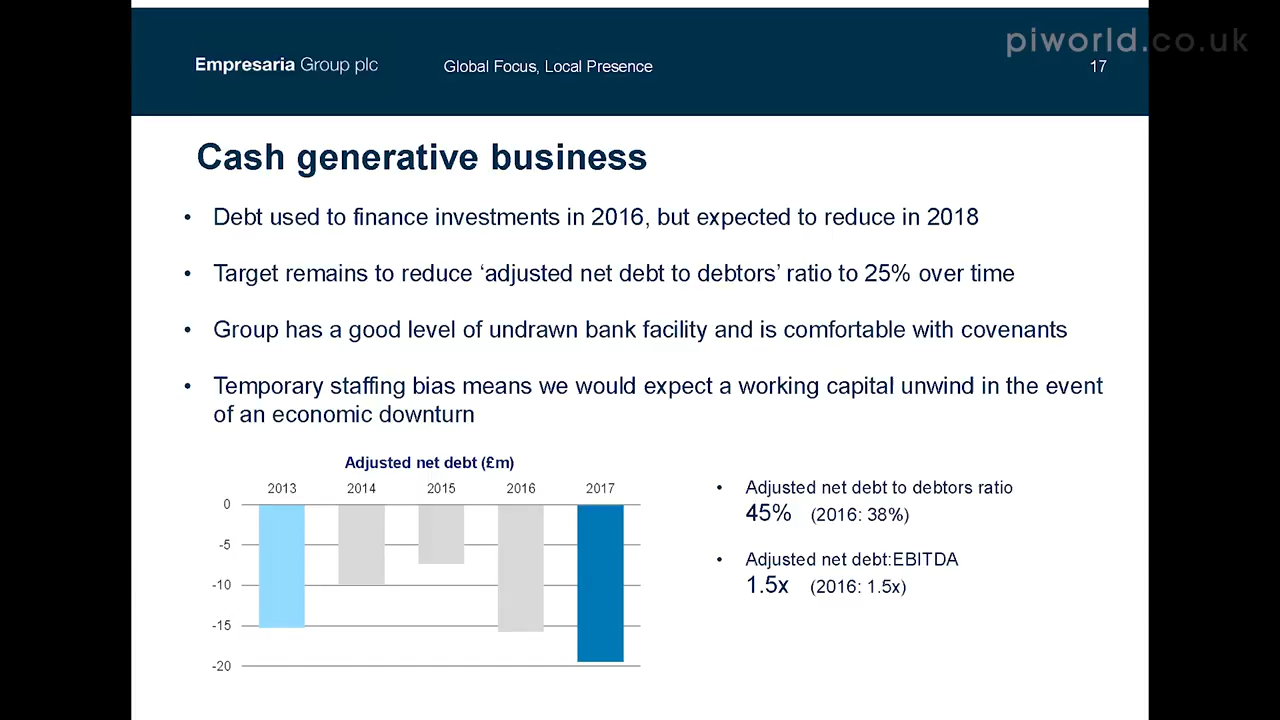 piworld.co.uk
Empresaria Group plc
Global Focus, Local Presence
17
Cash generative business
• Debt used to finance investments in 2016, but expected to reduce in 2018
• Target remains to reduce ‘adjusted net debt to debtors’ ratio to 25% over time
• Group has a good level of undrawn bank facility and is comfortable with covenants
• Temporary staffing bias means we would expect a working capital unwind in the event
of an economic downturn
Adjusted net debt (£m)
2013 2014 2015 2016 2017
0
-5
-10
-15
-20
• Adjusted net debt to debtors ratio
45% (2016: 38%)
• Adjusted net debt:EBITDA
1.5x (2016: 1.5x)